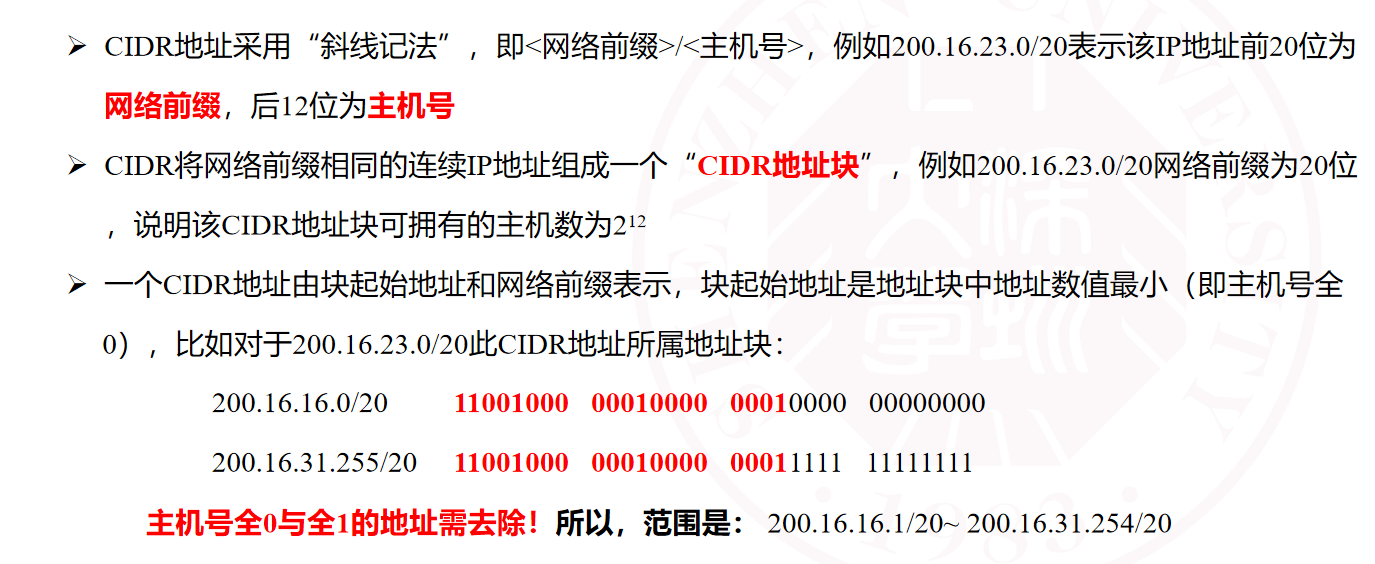 ➢ CIDR地址采用“斜线记法”，即<网络前缀>/<主机号>，例如200.16.23.0/20表示该IP地址前20位为
网络前缀，后12位为主机号
➢ CIDR将网络前缀相同的连续IP地址组成一个“CIDR地址块”，例如200.16.23.0/20网络前缀为20位
，说明该CIDR地址块可拥有的主机数为2¹²
➢ 一个CIDR地址由块起始地址和网络前缀表示，块起始地址是地址块中地址数值最小（即主机号全
0），比如对于200.16.23.0/20此CIDR地址所属地址块：
200.16.16.0/20 11001000 00010000 00010000 00000000
200.16.31.255/20 11001000 00010000 00011111 11111111
主机号全0与全1的地址需去除！所以，范围是： 200.16.16.1/20~ 200.16.31.254/20
SHENZHEN UNIVERSITY
深圳大学
·1983·